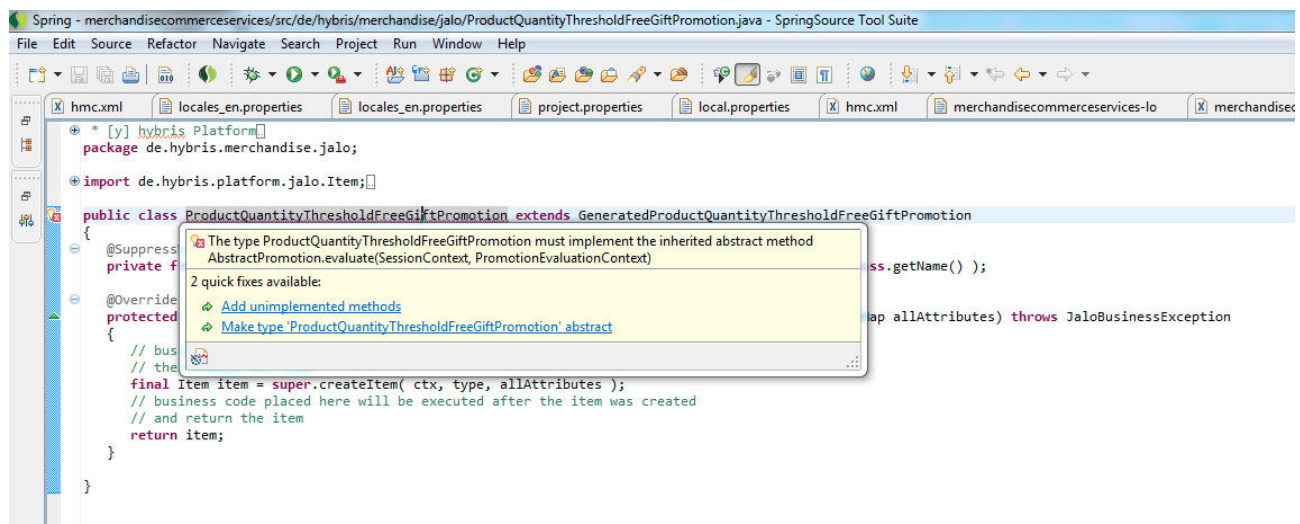 Spring - merchandisecommerceservices/src/de/hybris/merchandise/jalo/ProductQuantityThresholdFreeGiftPromotion.java - SpringSource Tool Suite
File Edit Source Refactor Navigate Search Project Run Window Help
hmc.xml locales_en.properties locales_en.properties project.properties local.properties hmc.xml merchandisecommerceservices-lo merchandisec
* [y] hybris Platform
package de.hybris.merchandise.jalo;
import de.hybris.platform.jalo.Item;
public class ProductQuantityThresholdFreeGiftPromotion extends GeneratedProductQuantityThresholdFreeGiftPromotion
{
The type ProductQuantityThresholdFreeGiftPromotion must implement the inherited abstract method
AbstractPromotion.evaluate(SessionContext, PromotionEvaluationContext)
2 quick fixes available:
Add unimplemented methods
Make type 'ProductQuantityThresholdFreeGiftPromotion' abstract
@Suppress
private f ss.getName() );
@Override
protected ap allAttributes) throws JaloBusinessException
{
// bus
// the
final Item item = super.createItem( ctx, type, allAttributes );
// business code placed here will be executed after the item was created
// and return the item
return item;
}
}